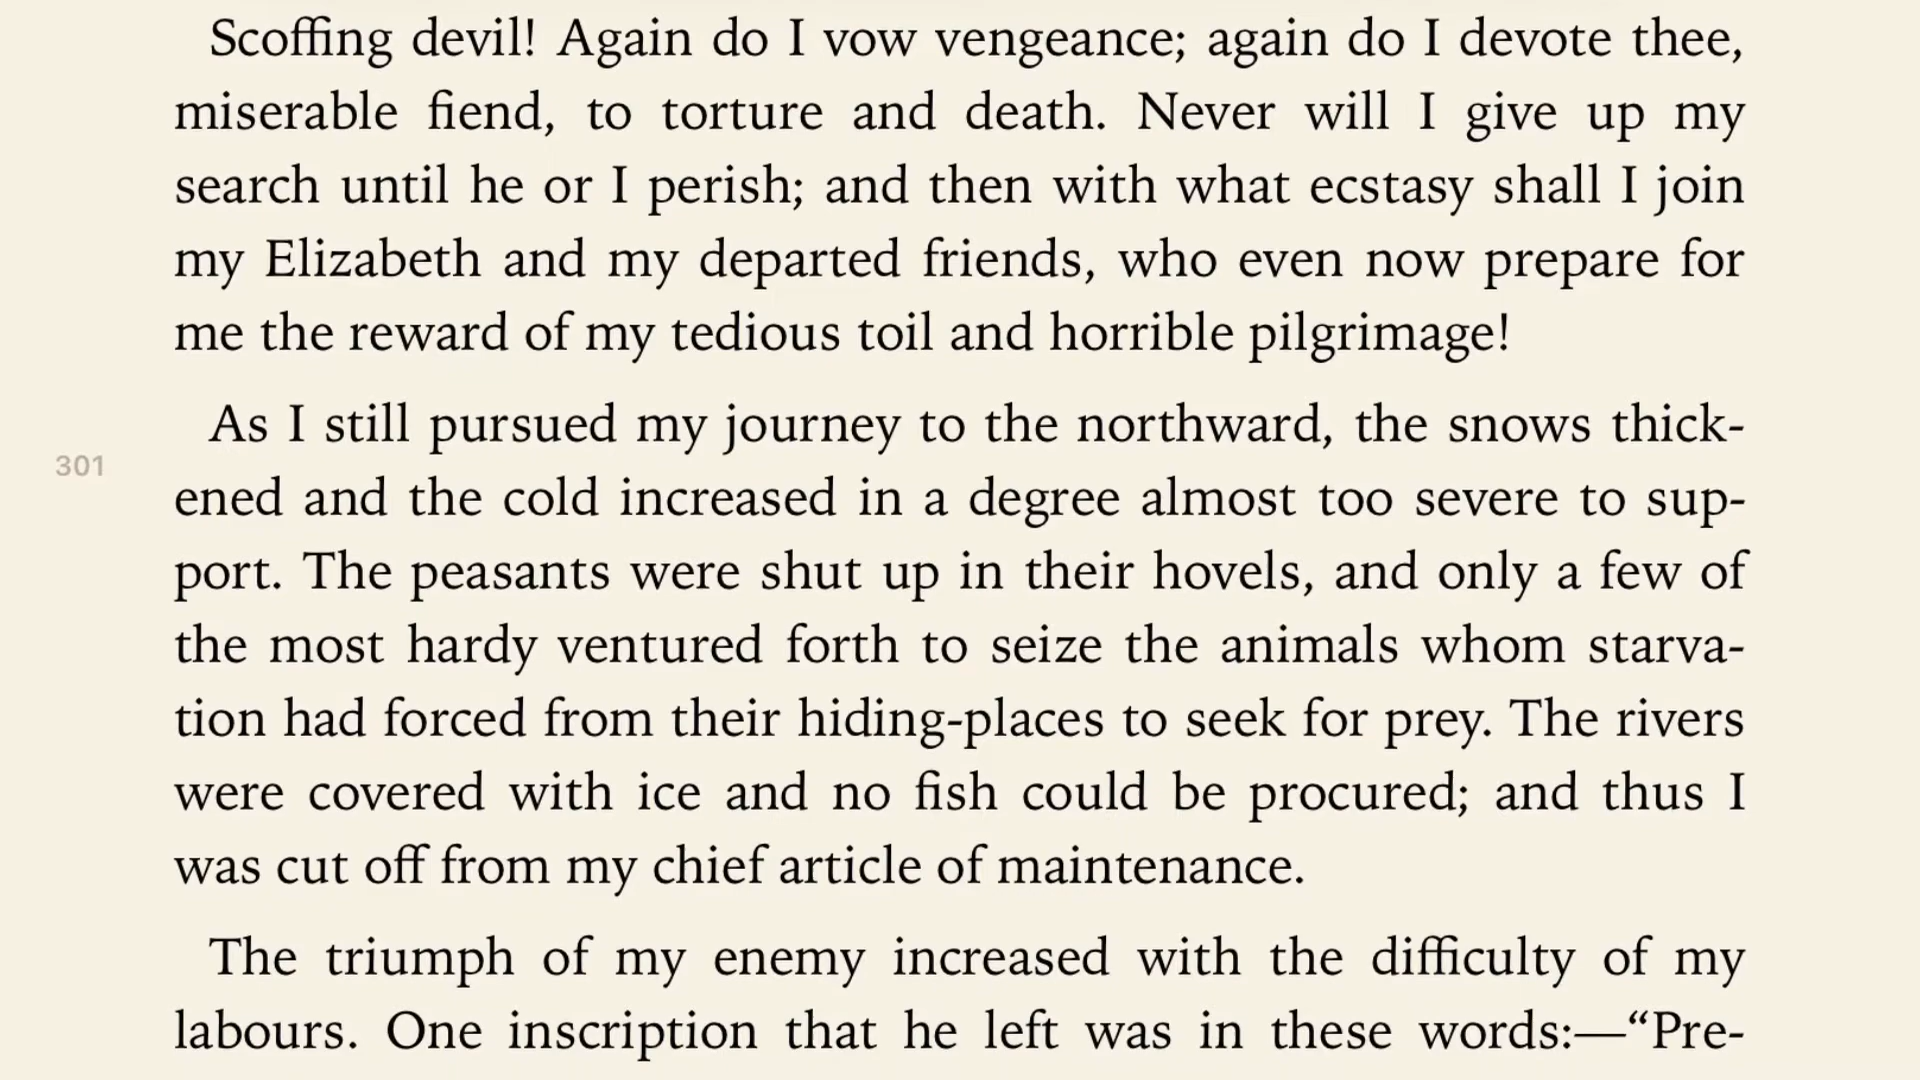 Scoffing devil! Again do I vow vengeance; again do I devote thee,
miserable fiend, to torture and death. Never will I give up my
search until he or I perish; and then with what ecstasy shall I join
my Elizabeth and my departed friends, who even now prepare for
me the reward of my tedious toil and horrible pilgrimage!
As I still pursued my journey to the northward, the snows thick-
301
ened and the cold increased in a degree almost too severe to sup-
port. The peasants were shut up in their hovels, and only a few of
the most hardy ventured forth to seize the animals whom starva-
tion had forced from their hiding-places to seek for prey. The rivers
were covered with ice and no fish could be procured; and thus I
was cut off from my chief article of maintenance.
The triumph of my enemy increased with the difficulty of my
labours. One inscription that he left was in these words:—“Pre-